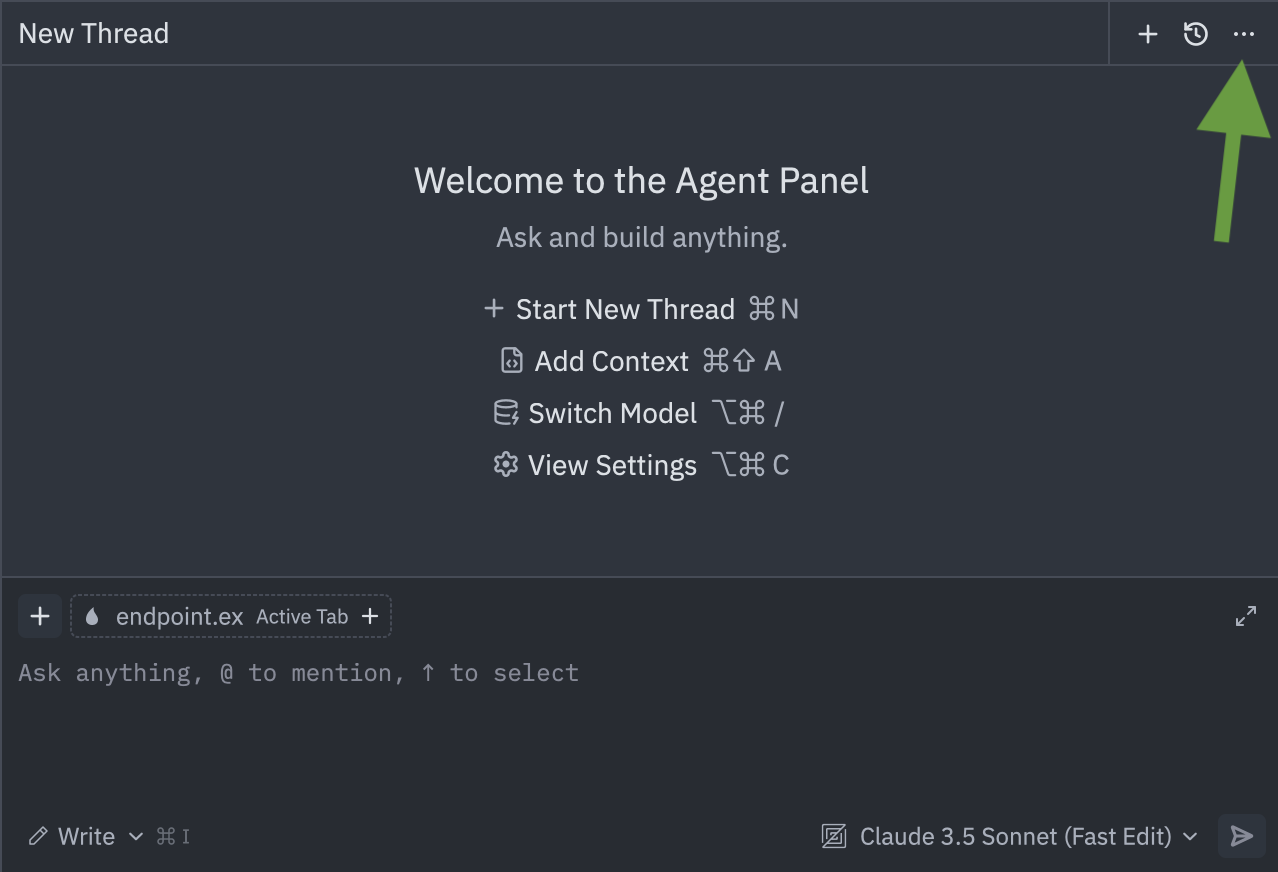 New Thread
Welcome to the Agent Panel
Ask and build anything.
Start New Thread ⌘N
Add Context ⌘⇧ A
Switch Model ⌥⌘ /
View Settings ⌥⌘ C
endpoint.ex Active Tab +
Ask anything, @ to mention, ↑ to select
Write ⌘I
Claude 3.5 Sonnet (Fast Edit)